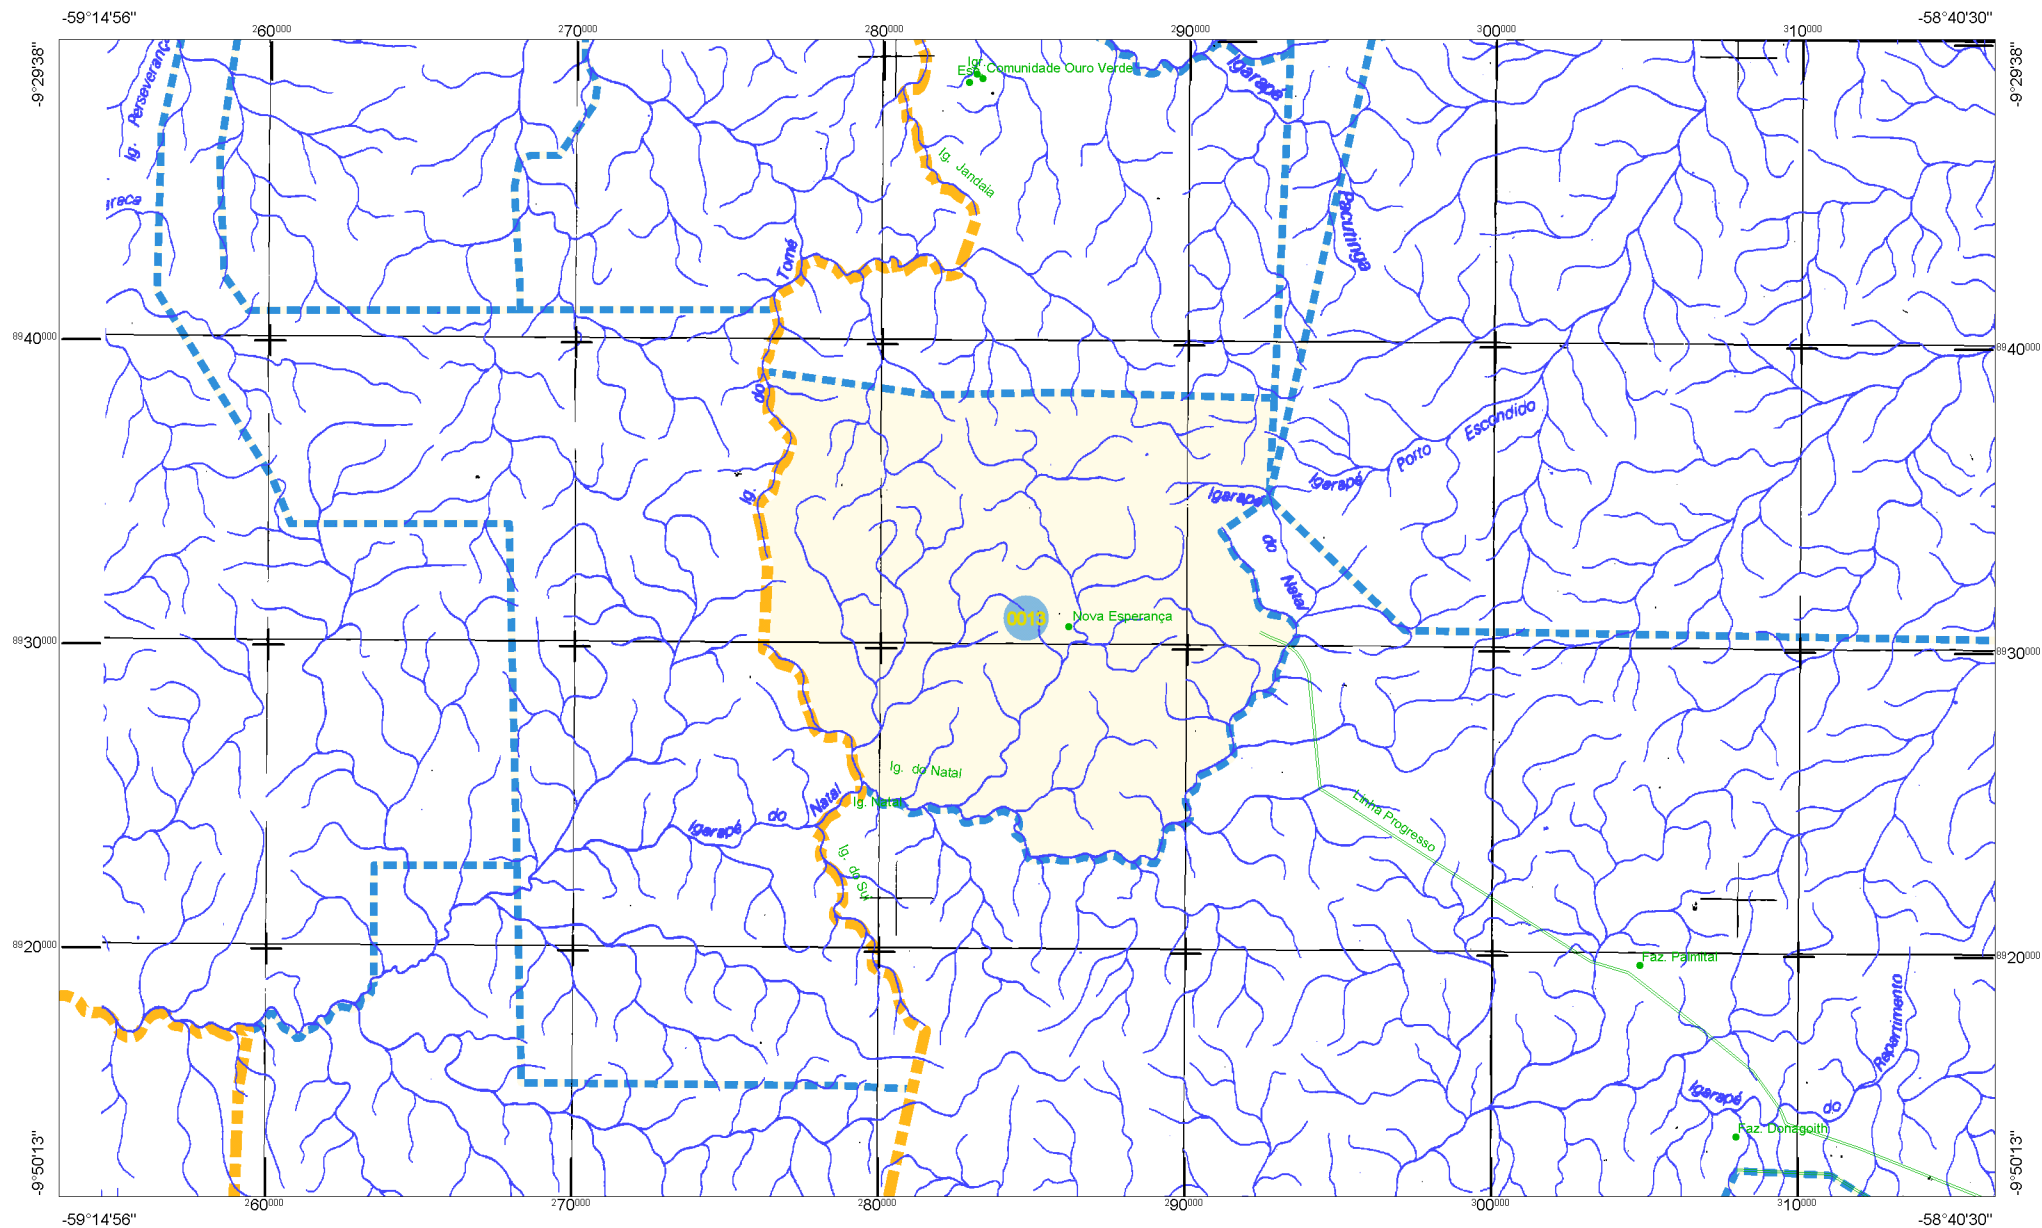 -59°14'56"
-58°40'30"
260000
270000
280000
290000
300000
310000
-9°29'38"
-9°29'38"
Ig. Perseveranç
araca
Ig.
Esc.
Comunidade Ouro Verde
Igarapé
Pacutinga
Ig. Jandaia
Tomé
do
Ig.
8940000
8940000
Igarapé Porto Escondido
Igarapé
do
Natal
0013
Nova Esperança
8930000
8930000
Ig. do Natal
Ig. Natal
Igarapé do Natal
Ig. do Sul
Linha Progresso
8920000
8920000
Faz. Palmital
Igarapé do Repartimento
Faz. Donagoith
-9°50'13"
-9°50'13"
260000
270000
280000
290000
300000
310000
-59°14'56"
-58°40'30"